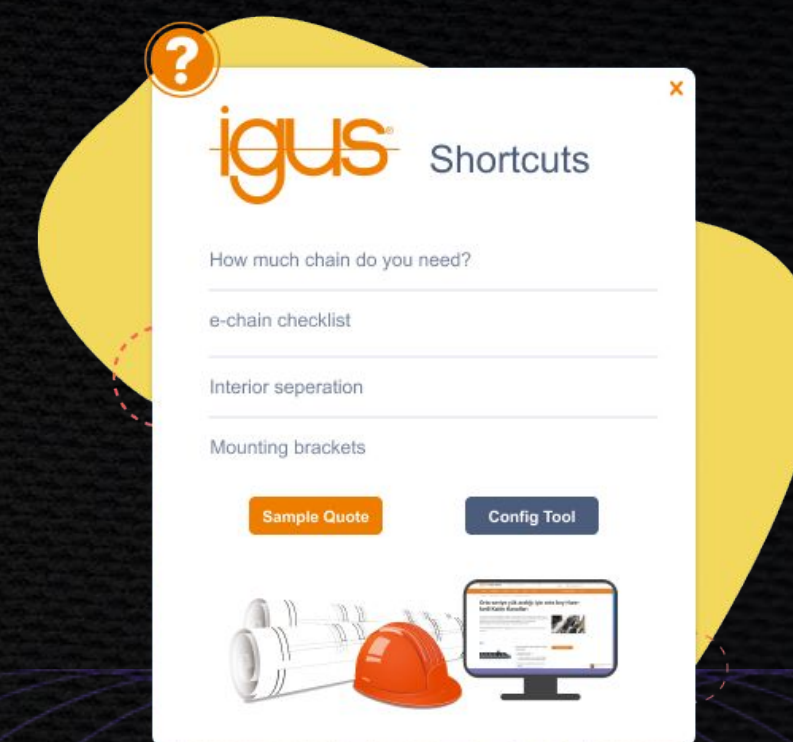 ?
x
igus®
Shortcuts
How much chain do you need?
e-chain checklist
Interior seperation
Mounting brackets
Sample Quote
Config Tool